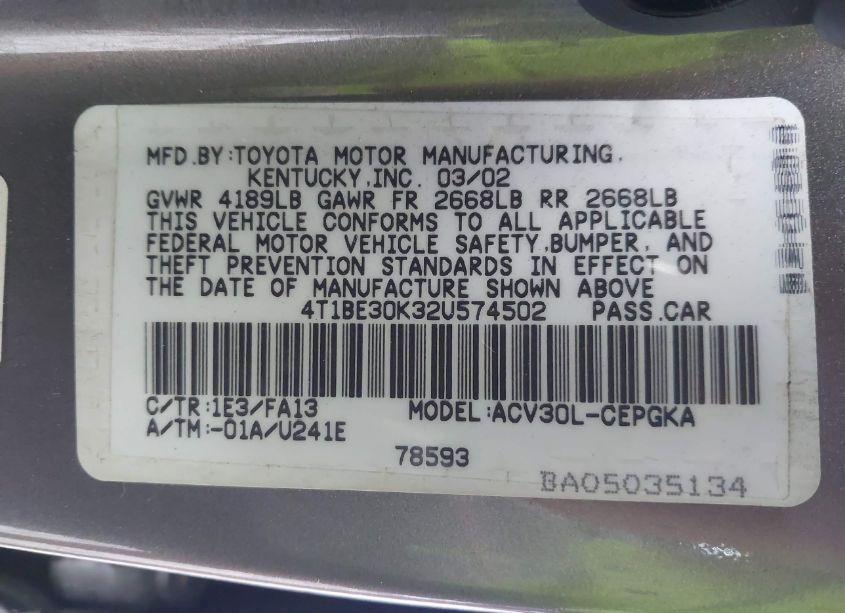 MFD.BY:TOYOTA MOTOR MANUFACTURING,
KENTUCKY,INC. 03/02
GVWR 4189LB GAWR FR 2668LB RR 2668LB
THIS VEHICLE CONFORMS TO ALL APPLICABLE
FEDERAL MOTOR VEHICLE SAFETY,BUMPER, AND
THEFT PREVENTION STANDARDS IN EFFECT ON
THE DATE OF MANUFACTURE SHOWN ABOVE
4T1BE30K32U574502 PASS.CAR
C/TR:1E3/FA13 MODEL:ACV30L-CEPGKA
A/TM:-01A/U241E
78593
BA05035134